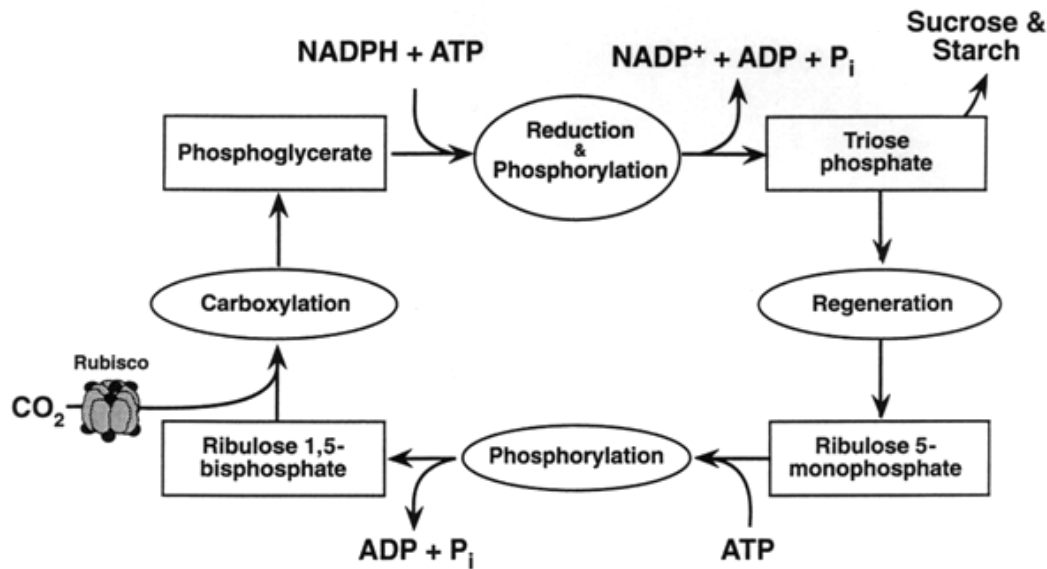 Sucrose &
Starch
NADPH + ATP
NADP⁺ + ADP + Pᵢ
Phosphoglycerate
Reduction
&
Phosphorylation
Triose
phosphate
Carboxylation
Regeneration
Rubisco
CO₂
Ribulose 1,5-
bisphosphate
Phosphorylation
Ribulose 5-
monophosphate
ADP + Pᵢ
ATP